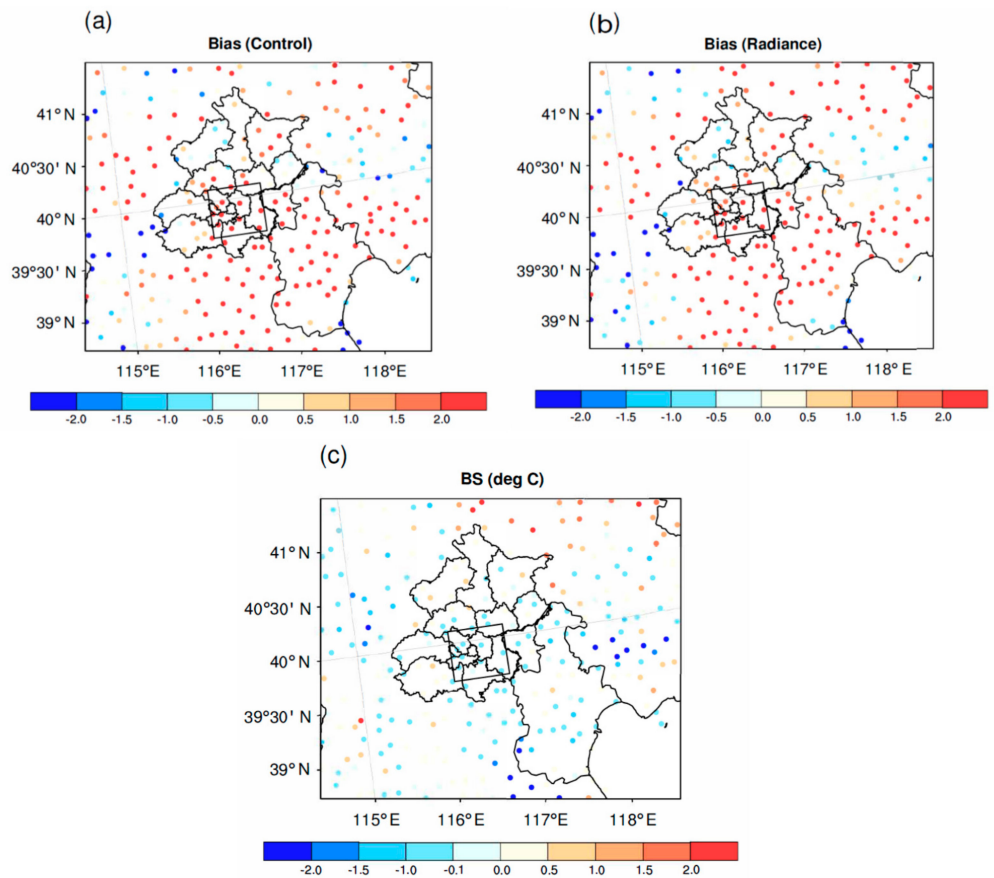 (a)
Bias (Control)
41° N
40°30' N
40° N
39°30' N
39° N
115°E 116°E 117°E 118°E
-2.0 -1.5 -1.0 -0.5 0.0 0.5 1.0 1.5 2.0
(b)
Bias (Radiance)
41° N
40°30' N
40° N
39°30' N
39° N
115°E 116°E 117°E 118°E
-2.0 -1.5 -1.0 -0.5 0.0 0.5 1.0 1.5 2.0
(c)
BS (deg C)
41° N
40°30' N
40° N
39°30' N
39° N
115°E 116°E 117°E 118°E
-2.0 -1.5 -1.0 -0.1 0.0 0.5 1.0 1.5 2.0